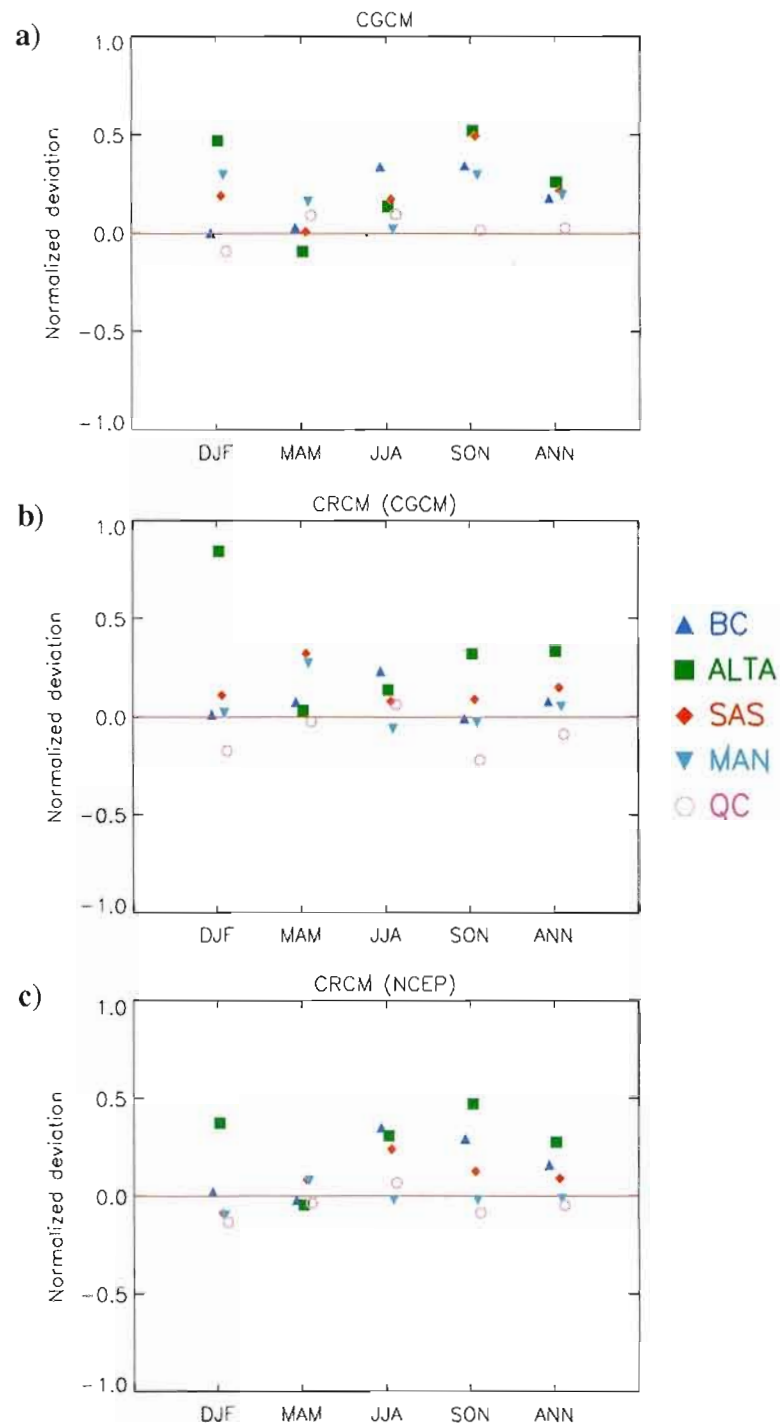 a)
CGCM
Normalized deviation
1.0
0.5
0.0
−0.5
−1.0
DJF MAM JJA SON ANN
b)
CRCM (CGCM)
Normalized deviation
1.0
0.5
0.0
−0.5
−1.0
DJF MAM JJA SON ANN
BC
ALTA
SAS
MAN
QC
c)
CRCM (NCEP)
Normalized deviation
1.0
0.5
0.0
−0.5
−1.0
DJF MAM JJA SON ANN